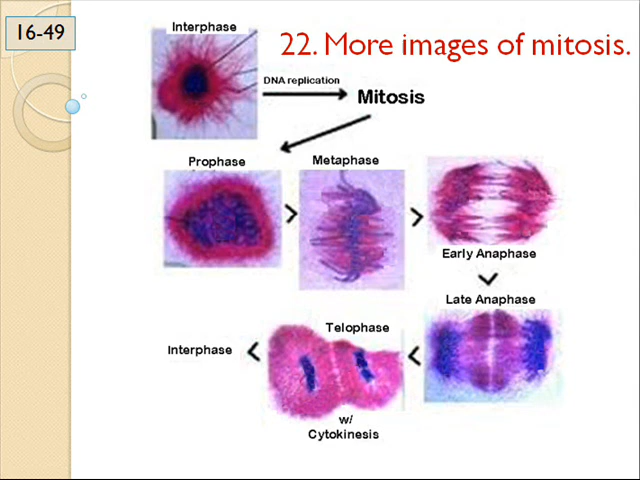 16-49
22. More images of mitosis.
Interphase
DNA replication
Mitosis
Prophase
Metaphase
Early Anaphase
Late Anaphase
Telophase
Interphase
w/
Cytokinesis